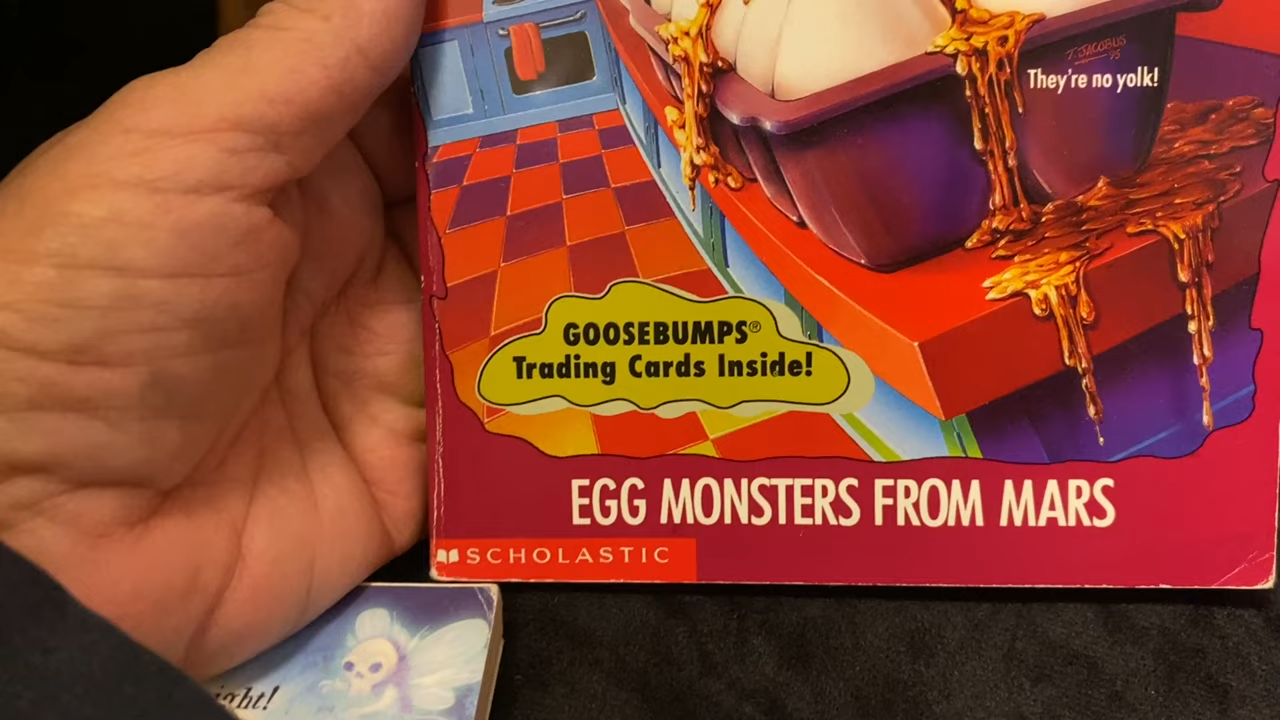 T. JACOBUS
'95
They're no yolk!
GOOSEBUMPS®
Trading Cards Inside!
EGG MONSTERS FROM MARS
SCHOLASTIC
ight!